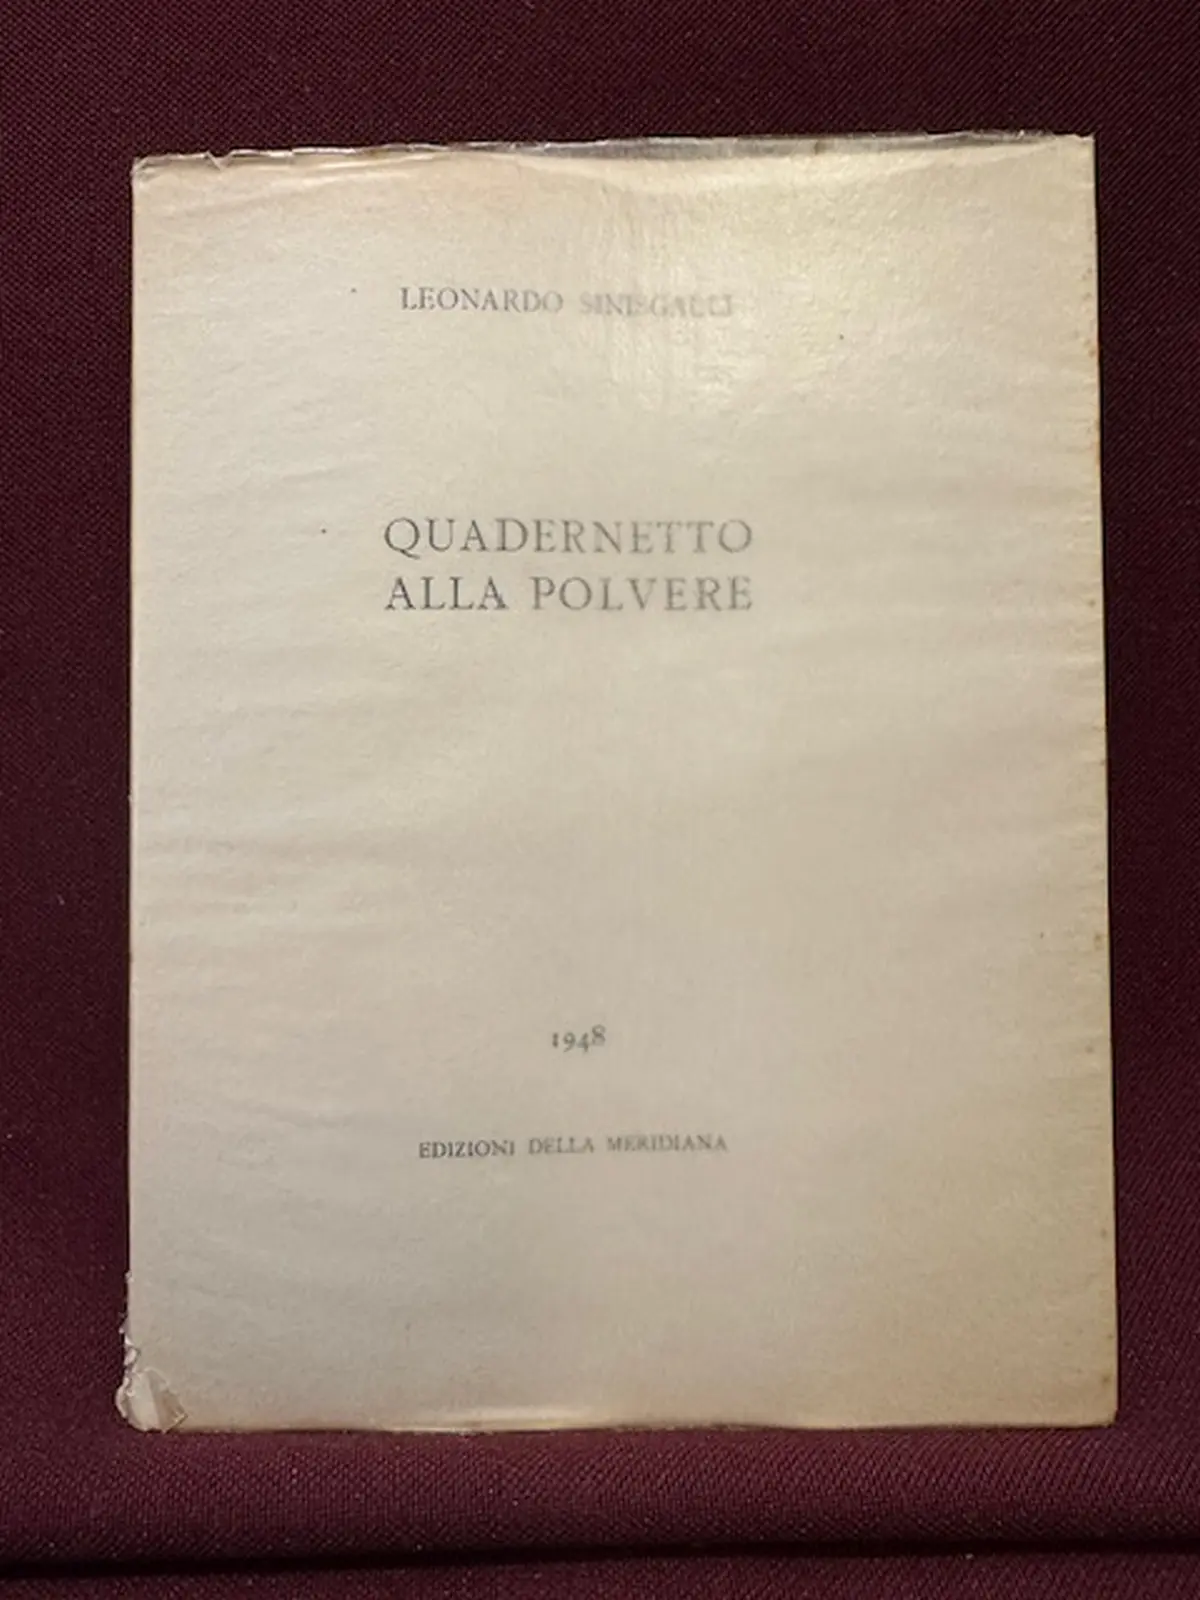 LEONARDO SINISGALLI
QUADERNETTO
ALLA POLVERE
1948
EDIZIONI DELLA MERIDIANA